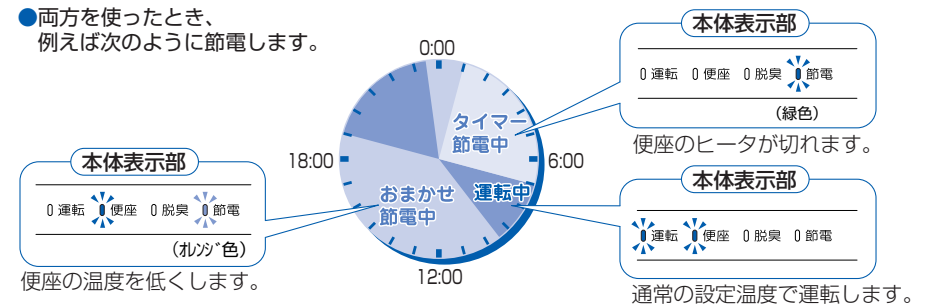 ●両方を使ったとき、
例えば次のように節電します。
0:00
6:00
12:00
18:00
タイマー
節電中
運転中
おまかせ
節電中
本体表示部
運転 便座 脱臭 節電
(緑色)
便座のヒータが切れます。
本体表示部
運転 便座 脱臭 節電
通常の設定温度で運転します。
本体表示部
運転 便座 脱臭 節電
(オレンジ色)
便座の温度を低くします。